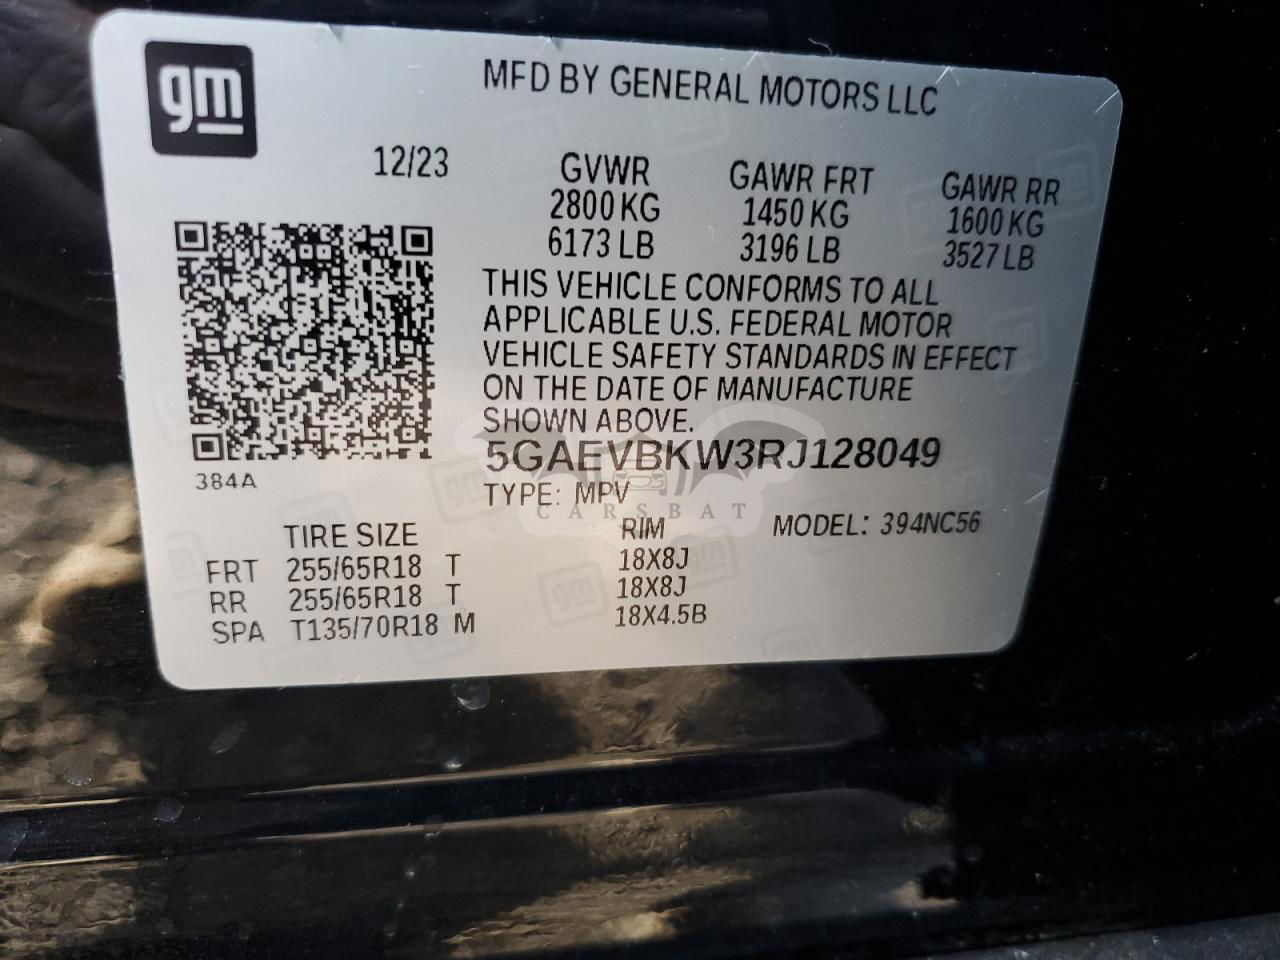 gm
MFD BY GENERAL MOTORS LLC
12/23
GVWR GAWR FRT GAWR RR
2800 KG 1450 KG 1600 KG
6173 LB 3196 LB 3527 LB
THIS VEHICLE CONFORMS TO ALL
APPLICABLE U.S. FEDERAL MOTOR
VEHICLE SAFETY STANDARDS IN EFFECT
ON THE DATE OF MANUFACTURE
SHOWN ABOVE.
5GAEVBKW3RJ128049
384A
TYPE: MPV
CARSBAT
TIRE SIZE RIM MODEL: 394NC56
FRT 255/65R18 T 18X8J
RR 255/65R18 T 18X8J
SPA T135/70R18 M 18X4.5B